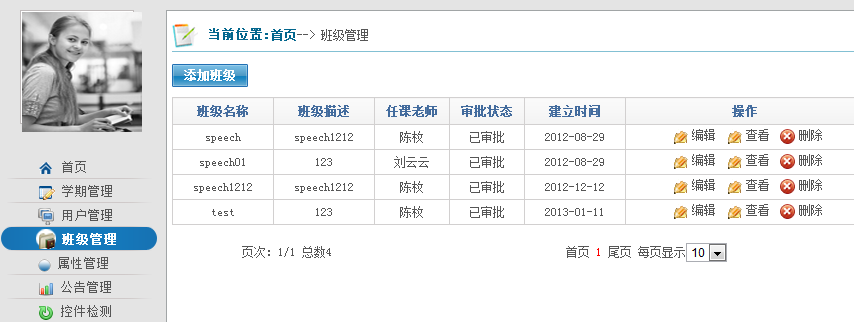 当前位置:首页--> 班级管理
添加班级
班级名称 班级描述 任课老师 审批状态 建立时间 操作
speech speech1212 陈枚 已审批 2012-08-29 编辑 查看 删除
speech01 123 刘云云 已审批 2012-08-29 编辑 查看 删除
speech1212 speech1212 陈枚 已审批 2012-12-12 编辑 查看 删除
test 123 陈枚 已审批 2013-01-11 编辑 查看 删除
页次: 1/1 总数4 首页 1 尾页 每页显示 10
首页
学期管理
用户管理
班级管理
属性管理
公告管理
控件检测